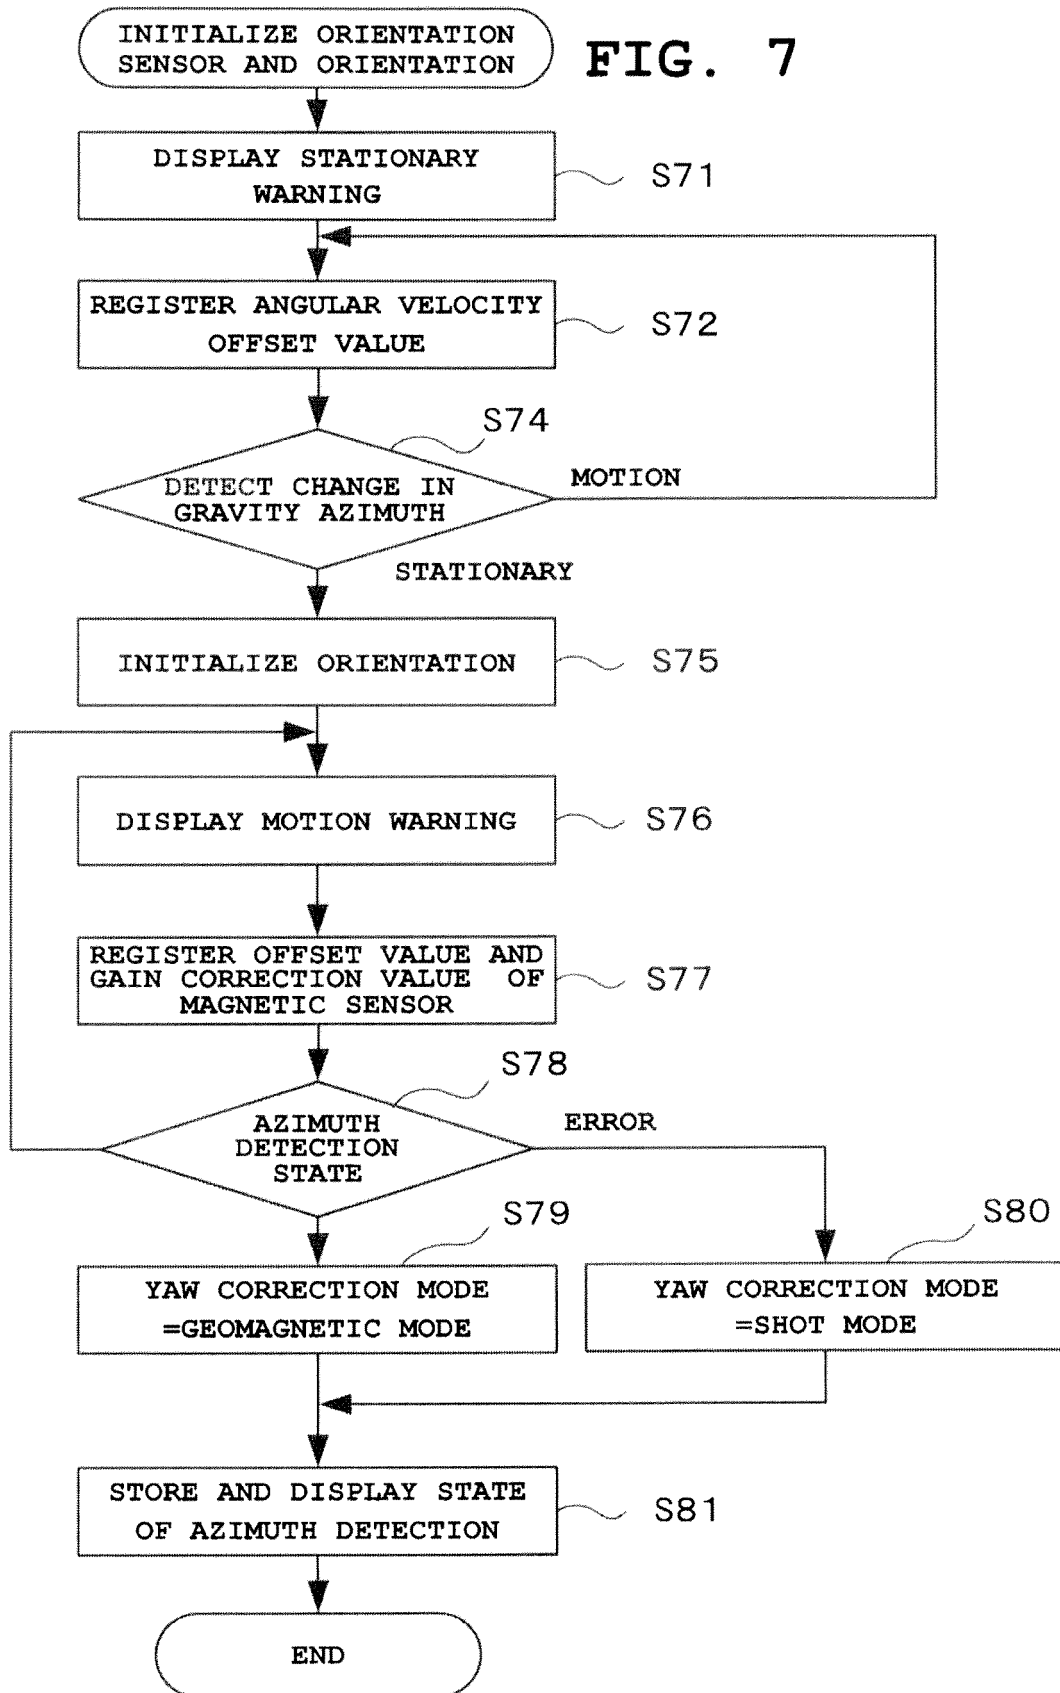 INITIALIZE ORIENTATION
SENSOR AND ORIENTATION
FIG. 7
DISPLAY STATIONARY
WARNING
S71
REGISTER ANGULAR VELOCITY
OFFSET VALUE
S72
S74
DETECT CHANGE IN
GRAVITY AZIMUTH
MOTION
STATIONARY
INITIALIZE ORIENTATION
S75
DISPLAY MOTION WARNING
S76
REGISTER OFFSET VALUE AND
GAIN CORRECTION VALUE OF
MAGNETIC SENSOR
S77
S78
AZIMUTH
DETECTION
STATE
ERROR
S79
YAW CORRECTION MODE
=GEOMAGNETIC MODE
S80
YAW CORRECTION MODE
=SHOT MODE
STORE AND DISPLAY STATE
OF AZIMUTH DETECTION
S81
END